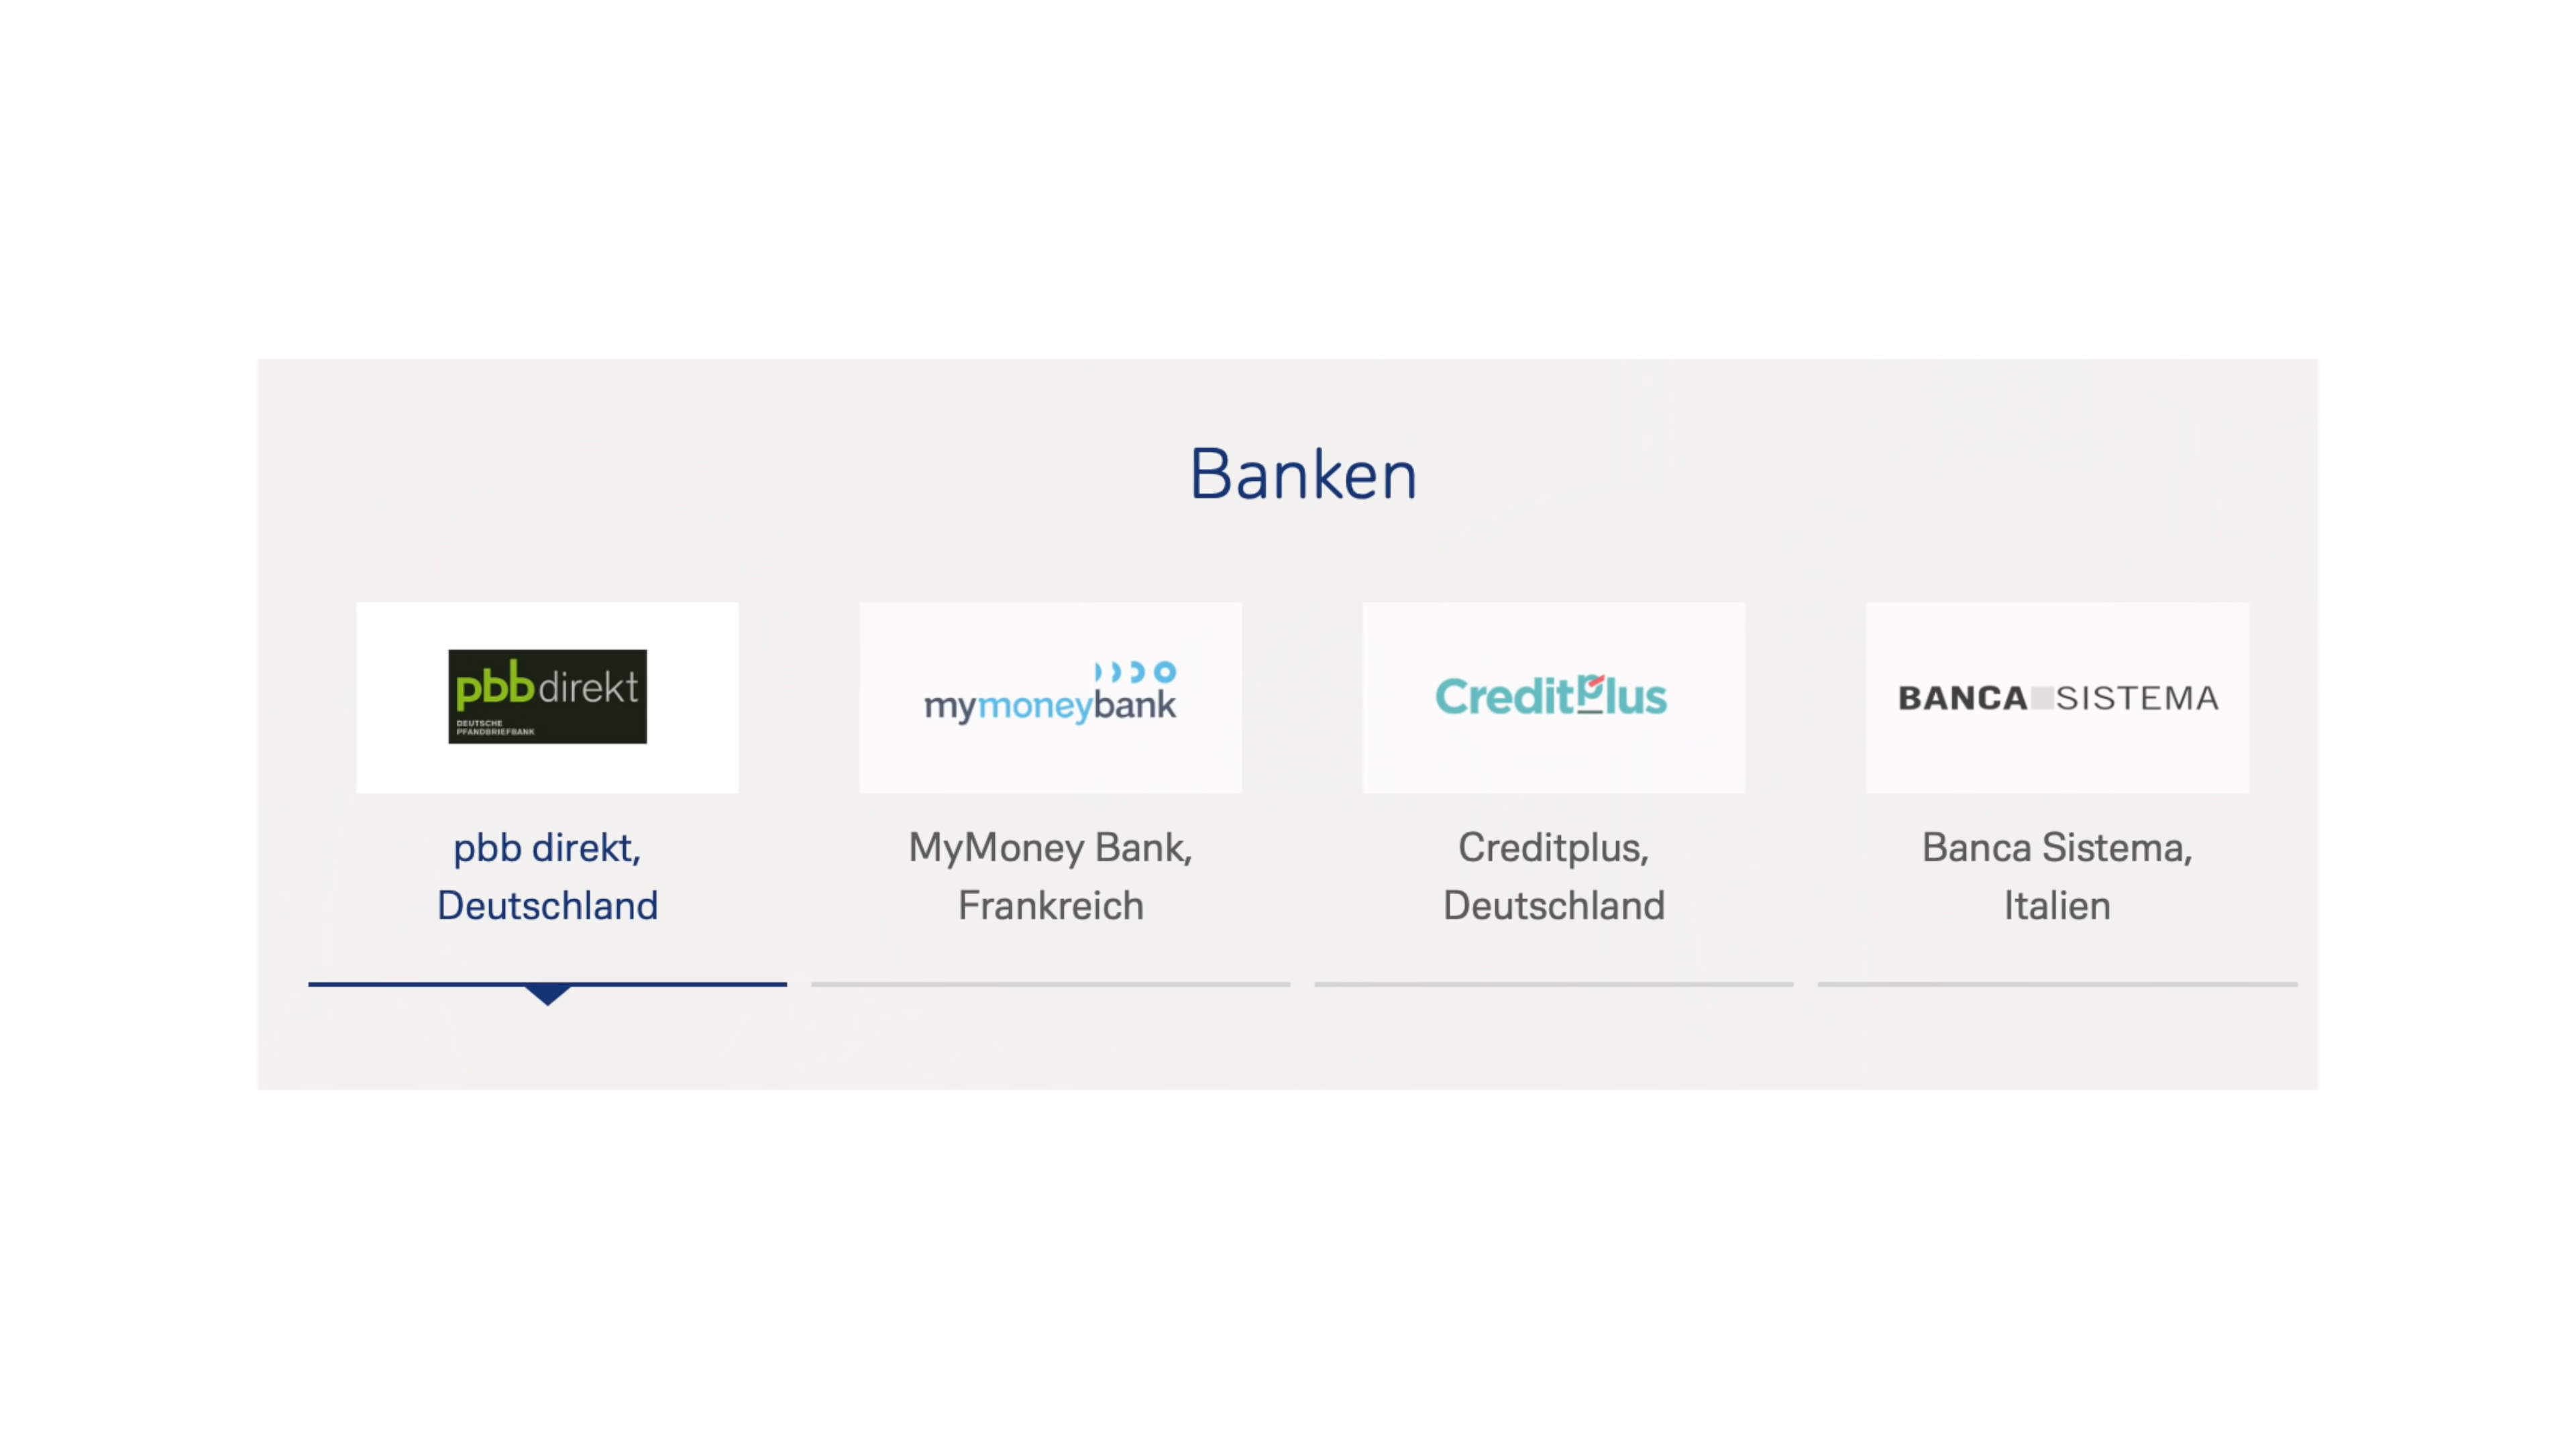 Banken
pbb direkt
DEUTSCHE
PFANDBRIEFBANK
mymoneybank
CreditPlus
BANCA SISTEMA
pbb direkt,
Deutschland
MyMoney Bank,
Frankreich
Creditplus,
Deutschland
Banca Sistema,
Italien